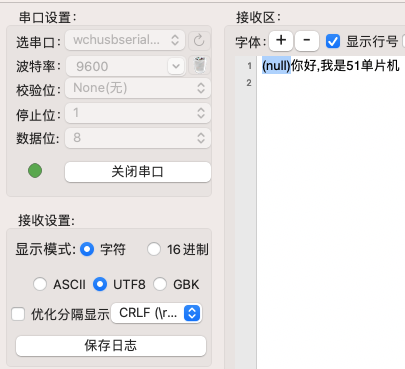 串口设置:
选串口: wchusbserial...
波特率: 9600
校验位: None(无)
停止位: 1
数据位: 8
关闭串口
接收设置:
显示模式: 字符 16进制
ASCII UTF8 GBK
优化分隔显示 CRLF (\r...
保存日志
接收区:
字体: + - 显示行号
1 (null)你好,我是51单片机
2